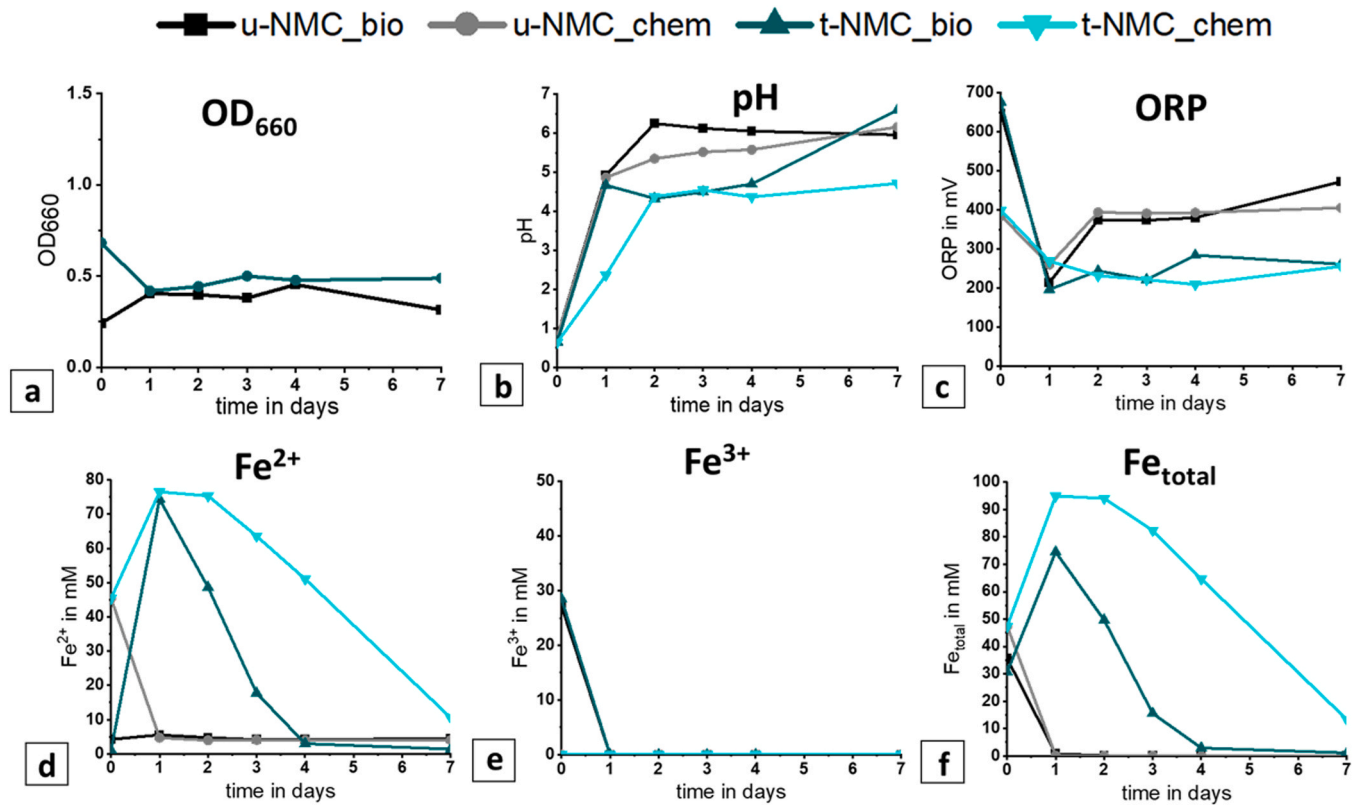 u-NMC_bio u-NMC_chem t-NMC_bio t-NMC_chem
OD660
OD660
1.5
1.0
0.5
0.0
0 1 2 3 4 5 6 7
time in days
a
pH
pH
7
6
5
4
3
2
1
0
0 1 2 3 4 5 6 7
time in days
b
ORP
ORP in mV
700
600
500
400
300
200
100
0
0 1 2 3 4 5 6 7
time in days
c
Fe2+
Fe2+ in mM
80
70
60
50
40
30
20
10
0
0 1 2 3 4 5 6 7
time in days
d
Fe3+
Fe3+ in mM
50
40
30
20
10
0
0 1 2 3 4 5 6 7
time in days
e
Fetotal
Fetotal in mM
100
90
80
70
60
50
40
30
20
10
0
0 1 2 3 4 5 6 7
time in days
f